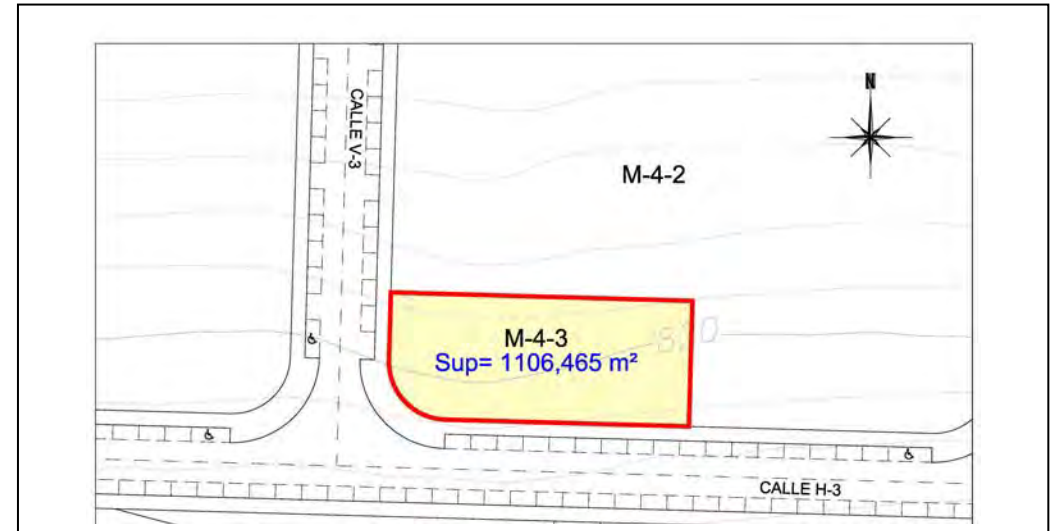 N
CALLE V-3
M-4-2
M-4-3
Sup= 1106,465 m²
CALLE H-3